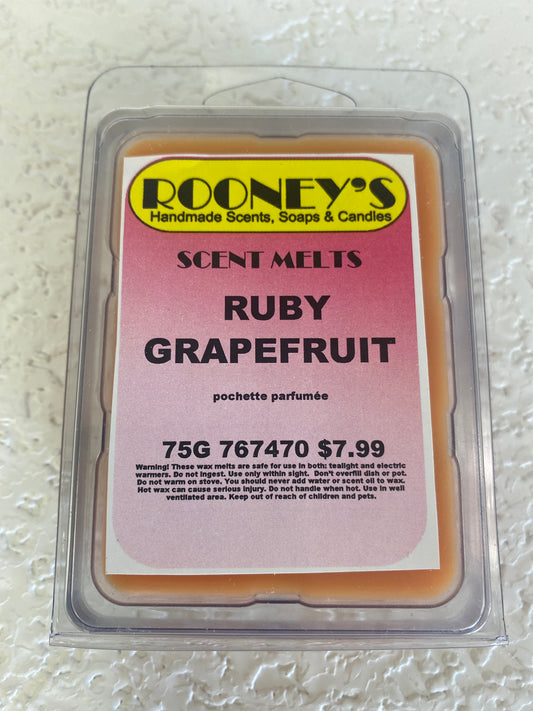 ROONEY'S
Handmade Scents, Soaps & Candles
SCENT MELTS
RUBY
GRAPEFRUIT
pochette parfumée
75G 767470 $7.99
Warning! These wax melts are safe for use in both: tealight and electric
warmers. Do not ingest. Use only within sight. Don't overfill dish or pot.
Do not warm on stove. You should never add water or scent oil to wax.
Hot wax can cause serious injury. Do not handle when hot. Use in well
ventilated area. Keep out of reach of children and pets.